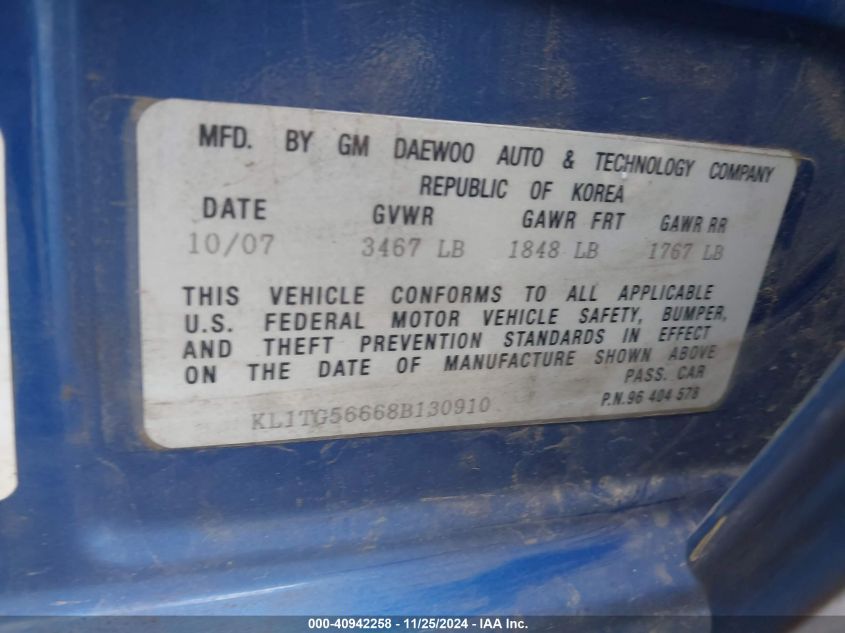 MFD. BY GM DAEWOO AUTO & TECHNOLOGY COMPANY
REPUBLIC OF KOREA
DATE GVWR GAWR FRT GAWR RR
10/07 3467 LB 1848 LB 1767 LB
THIS VEHICLE CONFORMS TO ALL APPLICABLE
U.S. FEDERAL MOTOR VEHICLE SAFETY, BUMPER,
AND THEFT PREVENTION STANDARDS IN EFFECT
ON THE DATE OF MANUFACTURE SHOWN ABOVE
PASS. CAR
KL1TG56668B130910 P.N.96 404 578
000-40942258 - 11/25/2024 - IAA Inc.